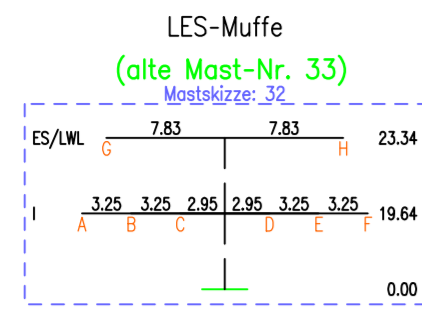 LES-Muffe
(alte Mast-Nr. 33)
Mastskizze: 32
ES/LWL 7.83 7.83 23.34
G H
I 3.25 3.25 2.95 2.95 3.25 3.25 19.64
A B C D E F
0.00